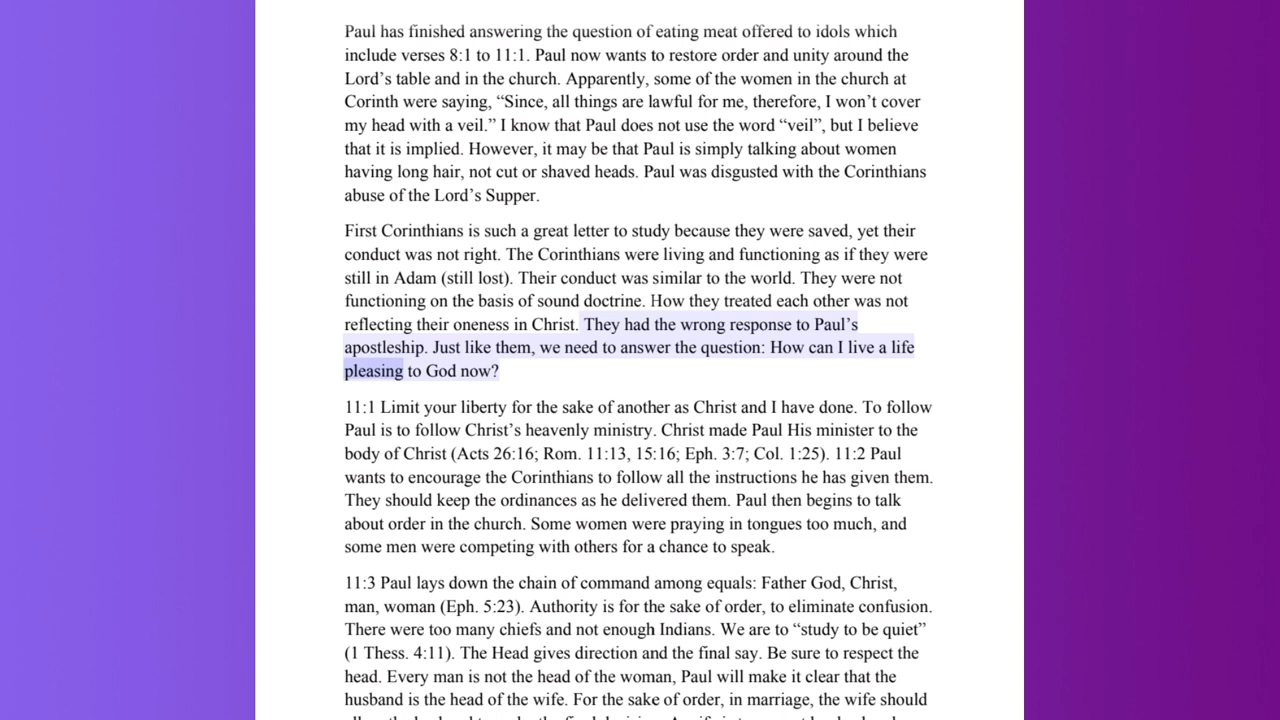 Paul has finished answering the question of eating meat offered to idols which
include verses 8:1 to 11:1. Paul now wants to restore order and unity around the
Lord’s table and in the church. Apparently, some of the women in the church at
Corinth were saying, “Since, all things are lawful for me, therefore, I won’t cover
my head with a veil.” I know that Paul does not use the word “veil”, but I believe
that it is implied. However, it may be that Paul is simply talking about women
having long hair, not cut or shaved heads. Paul was disgusted with the Corinthians
abuse of the Lord’s Supper.
First Corinthians is such a great letter to study because they were saved, yet their
conduct was not right. The Corinthians were living and functioning as if they were
still in Adam (still lost). Their conduct was similar to the world. They were not
functioning on the basis of sound doctrine. How they treated each other was not
reflecting their oneness in Christ. They had the wrong response to Paul’s
apostleship. Just like them, we need to answer the question: How can I live a life
pleasing to God now?
11:1 Limit your liberty for the sake of another as Christ and I have done. To follow
Paul is to follow Christ’s heavenly ministry. Christ made Paul His minister to the
body of Christ (Acts 26:16; Rom. 11:13, 15:16; Eph. 3:7; Col. 1:25). 11:2 Paul
wants to encourage the Corinthians to follow all the instructions he has given them.
They should keep the ordinances as he delivered them. Paul then begins to talk
about order in the church. Some women were praying in tongues too much, and
some men were competing with others for a chance to speak.
11:3 Paul lays down the chain of command among equals: Father God, Christ,
man, woman (Eph. 5:23). Authority is for the sake of order, to eliminate confusion.
There were too many chiefs and not enough Indians. We are to “study to be quiet”
(1 Thess. 4:11). The Head gives direction and the final say. Be sure to respect the
head. Every man is not the head of the woman, Paul will make it clear that the
husband is the head of the wife. For the sake of order, in marriage, the wife should